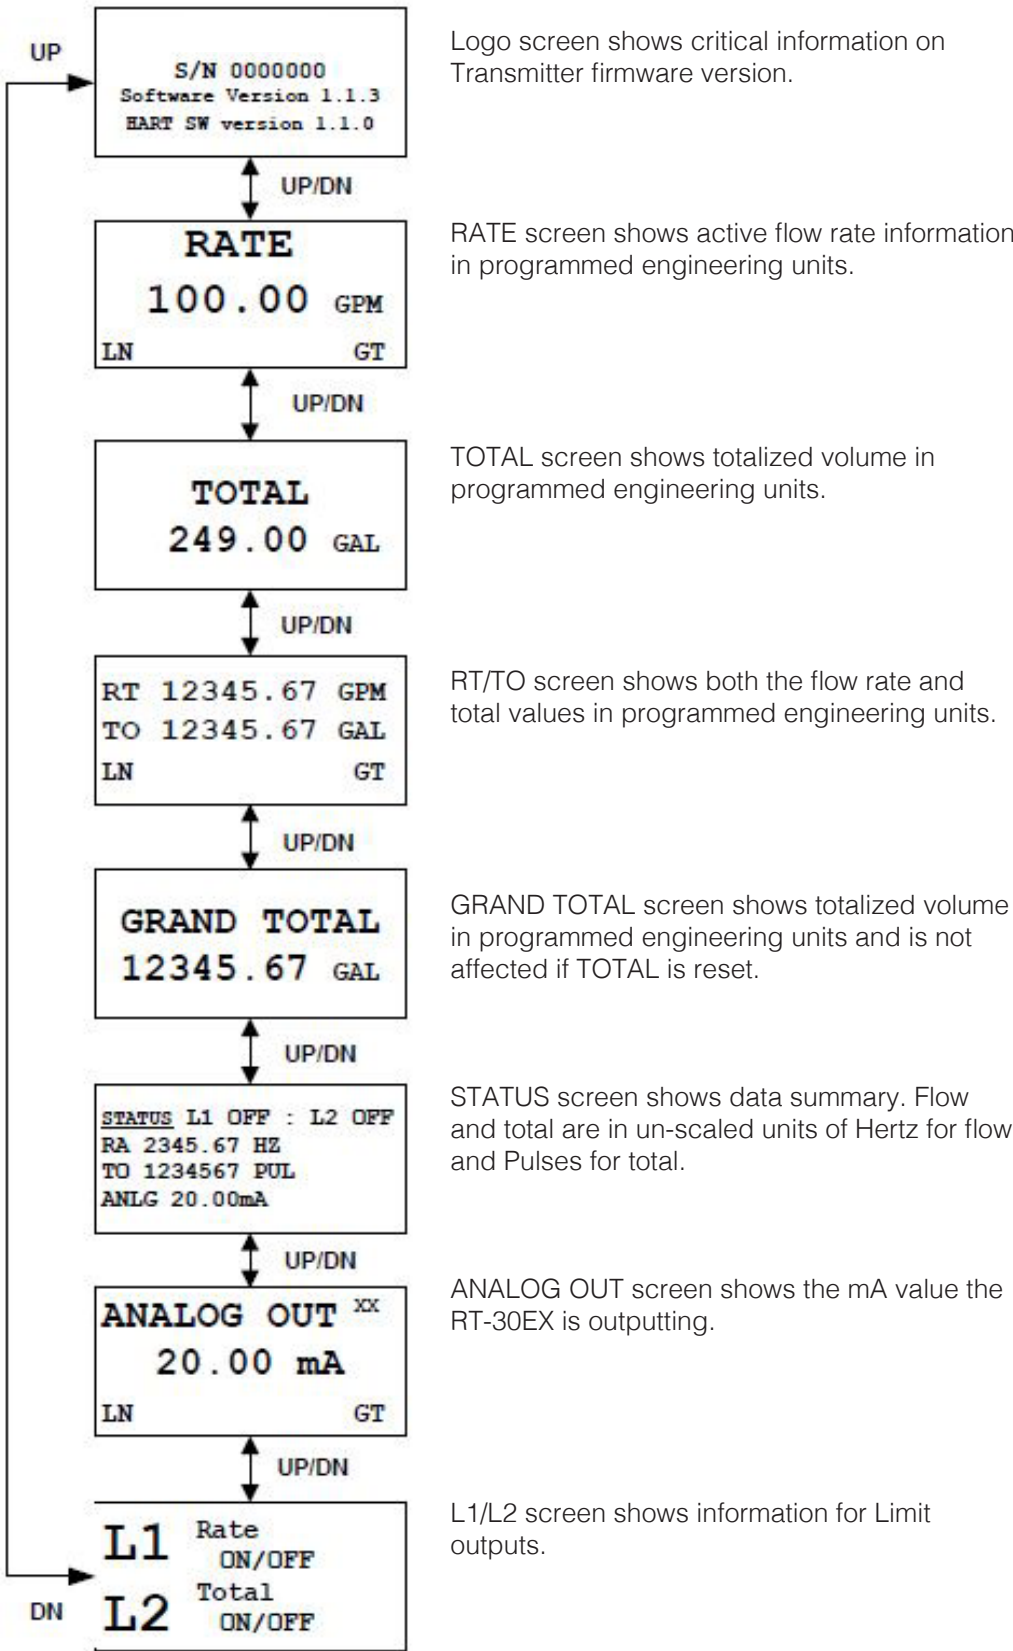 UP
S/N 0000000
Software Version 1.1.3
HART SW version 1.1.0
Logo screen shows critical information on
Transmitter firmware version.
UP/DN
RATE
100.00 GPM
LN GT
RATE screen shows active flow rate information
in programmed engineering units.
UP/DN
TOTAL
249.00 GAL
TOTAL screen shows totalized volume in
programmed engineering units.
UP/DN
RT 12345.67 GPM
TO 12345.67 GAL
LN GT
RT/TO screen shows both the flow rate and
total values in programmed engineering units.
UP/DN
GRAND TOTAL
12345.67 GAL
GRAND TOTAL screen shows totalized volume
in programmed engineering units and is not
affected if TOTAL is reset.
UP/DN
STATUS L1 OFF : L2 OFF
RA 2345.67 HZ
TO 1234567 PUL
ANLG 20.00mA
STATUS screen shows data summary. Flow
and total are in un-scaled units of Hertz for flow
and Pulses for total.
UP/DN
ANALOG OUT XX
20.00 mA
LN GT
ANALOG OUT screen shows the mA value the
RT-30EX is outputting.
UP/DN
L1 Rate
ON/OFF
L2 Total
ON/OFF
L1/L2 screen shows information for Limit
outputs.
DN